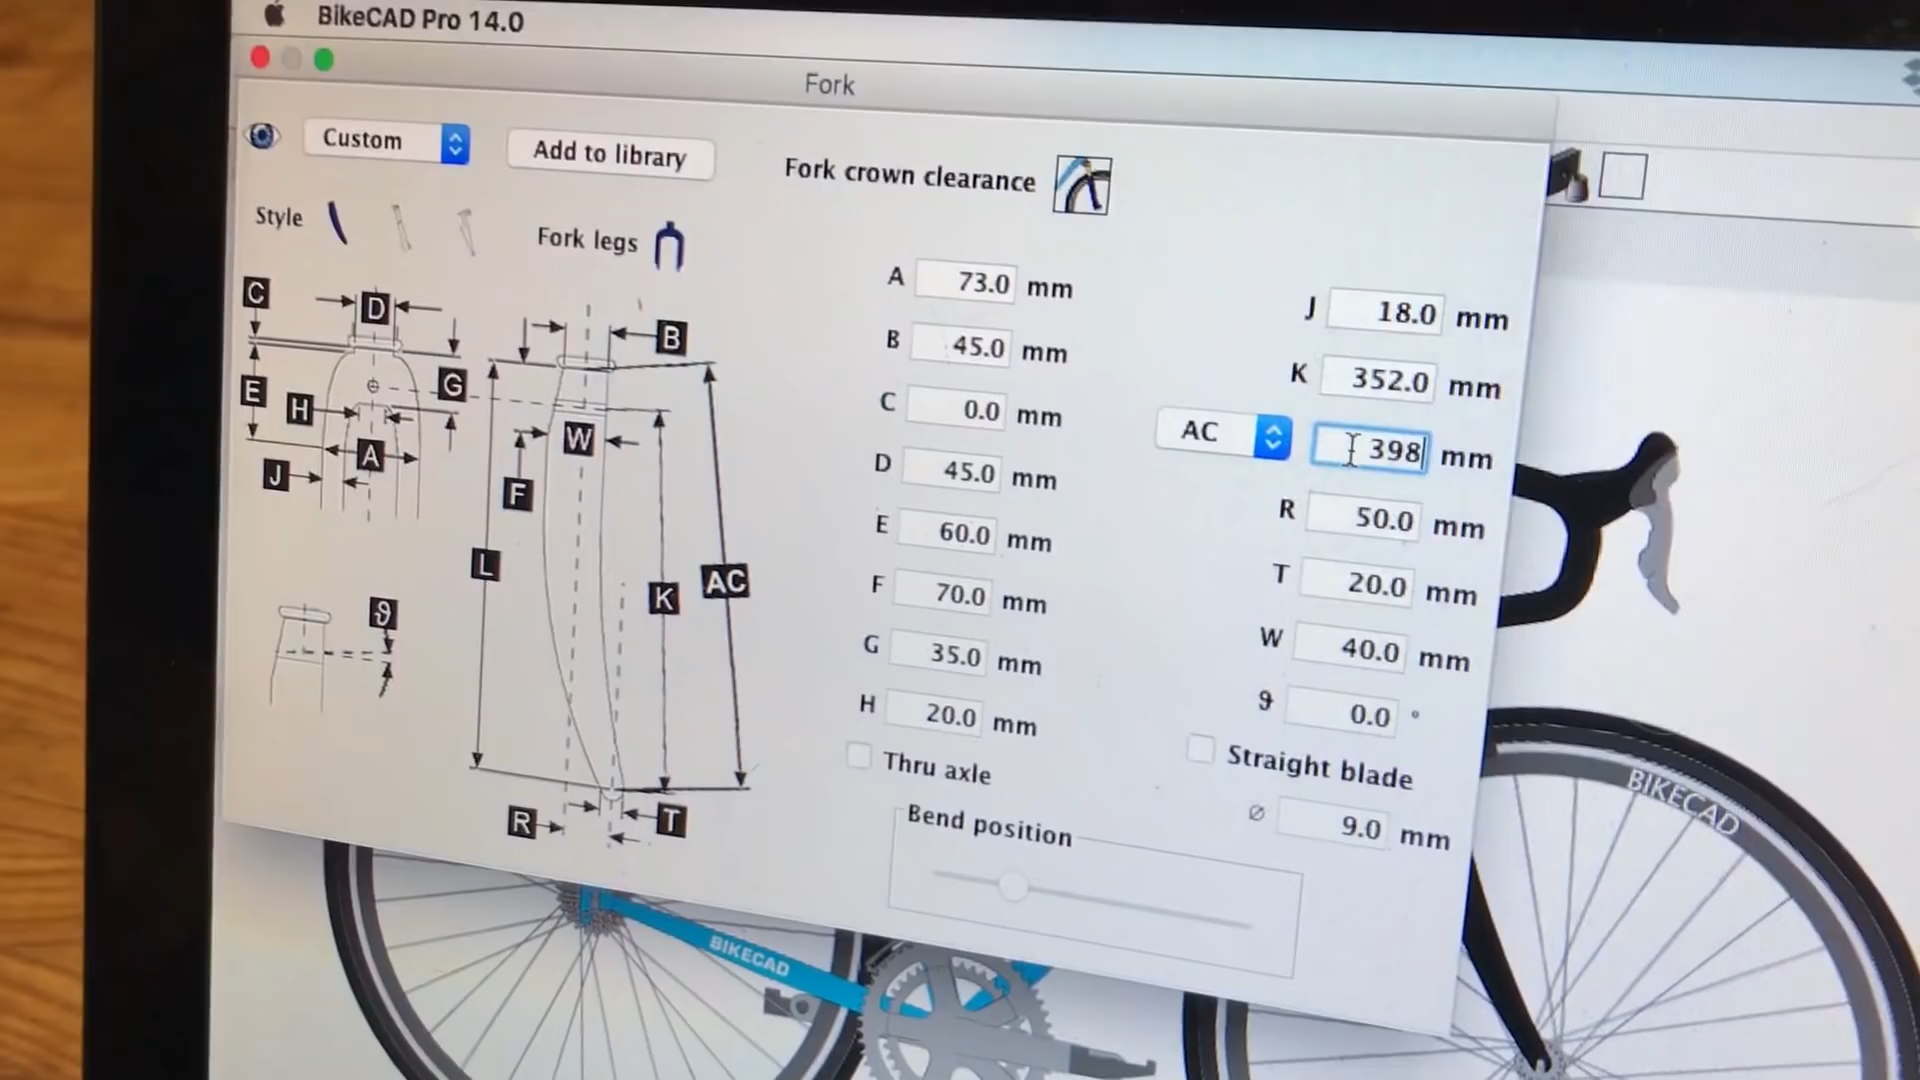 BikeCAD Pro 14.0
Fork
Custom
Add to library
Fork crown clearance
Style
Fork legs
C
D
B
E
G
H
W
A
J
F
L
K
AC
ϑ
R
T
A 73.0 mm
B 45.0 mm
C 0.0 mm
D 45.0 mm
E 60.0 mm
F 70.0 mm
G 35.0 mm
H 20.0 mm
Thru axle
Bend position
J 18.0 mm
K 352.0 mm
AC 398 mm
R 50.0 mm
T 20.0 mm
W 40.0 mm
ϑ 0.0 °
Straight blade
∅ 9.0 mm
BIKECAD
BIKECAD